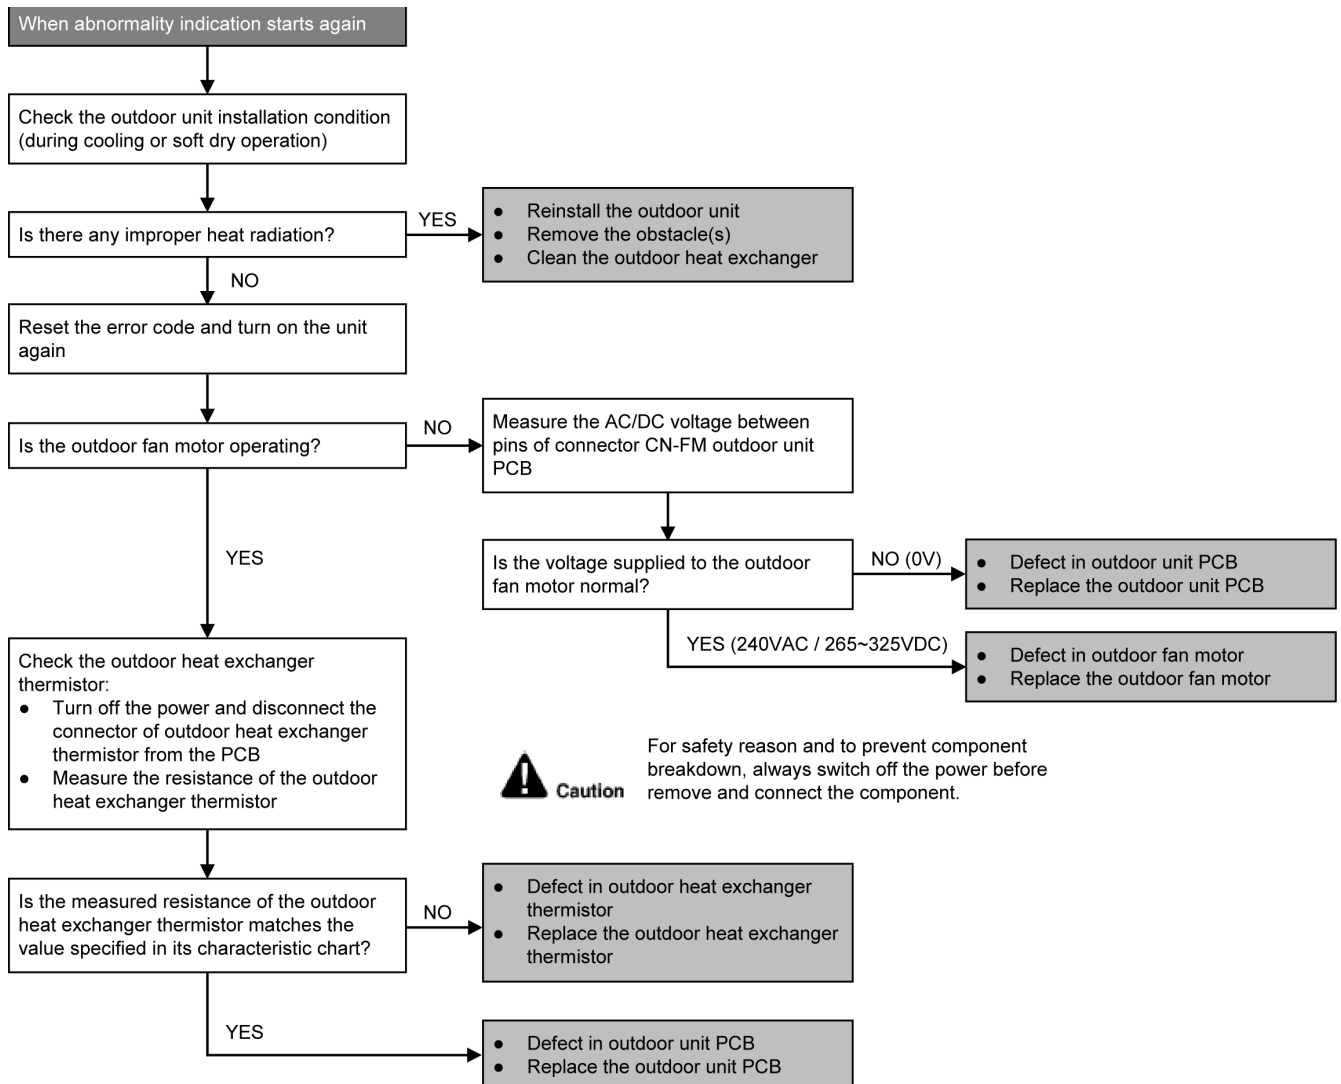 When abnormality indication starts again
Check the outdoor unit installation condition
(during cooling or soft dry operation)
Is there any improper heat radiation?
YES
● Reinstall the outdoor unit
● Remove the obstacle(s)
● Clean the outdoor heat exchanger
NO
Reset the error code and turn on the unit
again
Is the outdoor fan motor operating?
NO
Measure the AC/DC voltage between
pins of connector CN-FM outdoor unit
PCB
YES
Is the voltage supplied to the outdoor
fan motor normal?
NO (0V)
● Defect in outdoor unit PCB
● Replace the outdoor unit PCB
YES (240VAC / 265~325VDC)
● Defect in outdoor fan motor
● Replace the outdoor fan motor
Check the outdoor heat exchanger
thermistor:
● Turn off the power and disconnect the
connector of outdoor heat exchanger
thermistor from the PCB
● Measure the resistance of the outdoor
heat exchanger thermistor
Caution
For safety reason and to prevent component
breakdown, always switch off the power before
remove and connect the component.
Is the measured resistance of the outdoor
heat exchanger thermistor matches the
value specified in its characteristic chart?
NO
● Defect in outdoor heat exchanger
thermistor
● Replace the outdoor heat exchanger
thermistor
YES
● Defect in outdoor unit PCB
● Replace the outdoor unit PCB